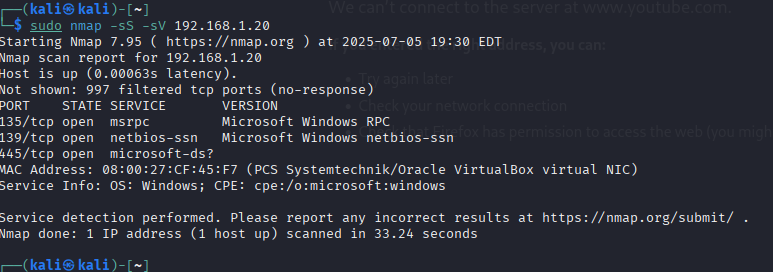 We can't connect to the server at www.youtube.com.
┌──(kali㉿kali)-[~]
└─$ sudo nmap -sS -sV 192.168.1.20
Starting Nmap 7.95 ( https://nmap.org ) at 2025-07-05 19:30 EDT
address, you can:
Nmap scan report for 192.168.1.20
Host is up (0.00063s latency).
Try again later
Not shown: 997 filtered tcp ports (no-response)
PORT    STATE SERVICE       VERSION
Check your network connection
135/tcp open  msrpc         Microsoft Windows RPC
139/tcp open  netbios-ssn   Microsoft Windows netbios-ssn
has permission to access the web (you migh
445/tcp open  microsoft-ds?
MAC Address: 08:00:27:CF:45:F7 (PCS Systemtechnik/Oracle VirtualBox virtual NIC)
Service Info: OS: Windows; CPE: cpe:/o:microsoft:windows
Service detection performed. Please report any incorrect results at https://nmap.org/submit/ .
Nmap done: 1 IP address (1 host up) scanned in 33.24 seconds
┌──(kali㉿kali)-[~]